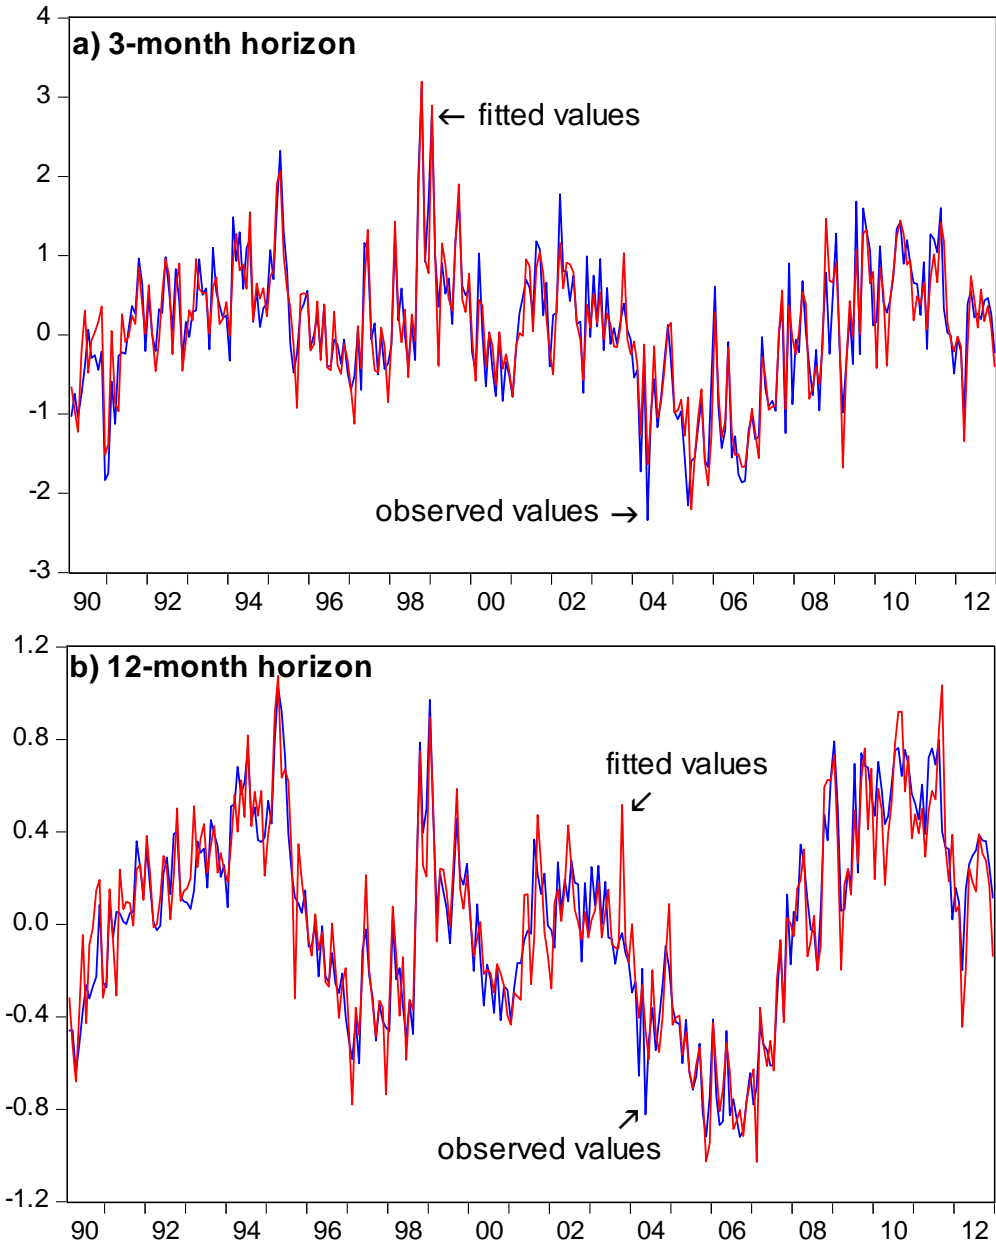 4
a) 3-month horizon
3
← fitted values
2
1
0
-1
-2
observed values →
-3
90 92 94 96 98 00 02 04 06 08 10 12
1.2
b) 12-month horizon
0.8
fitted values
↙
0.4
0.0
-0.4
-0.8
↗
observed values
-1.2
90 92 94 96 98 00 02 04 06 08 10 12